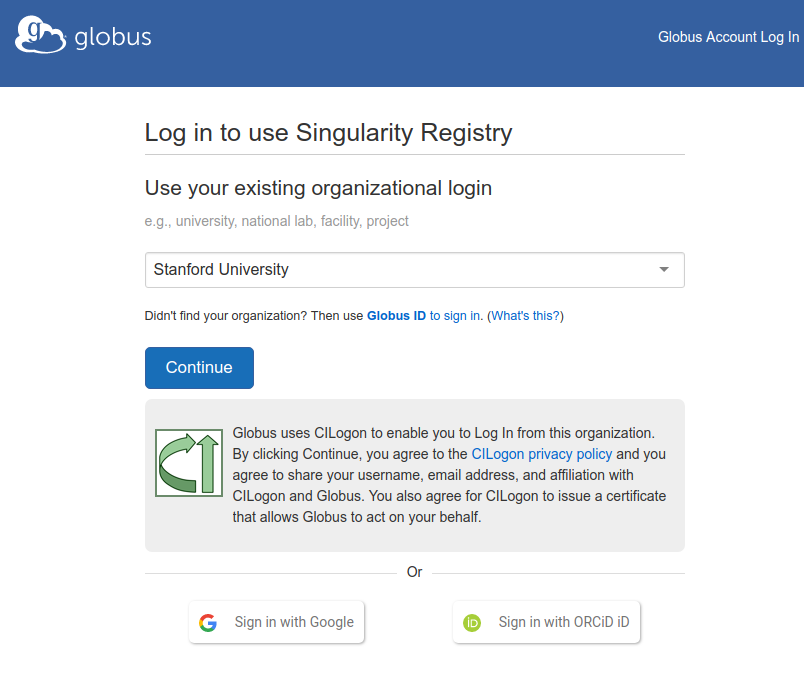 globus
Globus Account Log In
Log in to use Singularity Registry
Use your existing organizational login
e.g., university, national lab, facility, project
Stanford University
Didn't find your organization? Then use Globus ID to sign in. (What's this?)
Continue
Globus uses CILogon to enable you to Log In from this organization.
By clicking Continue, you agree to the CILogon privacy policy and you
agree to share your username, email address, and affiliation with
CILogon and Globus. You also agree for CILogon to issue a certificate
that allows Globus to act on your behalf.
Or
Sign in with Google
iD Sign in with ORCiD iD